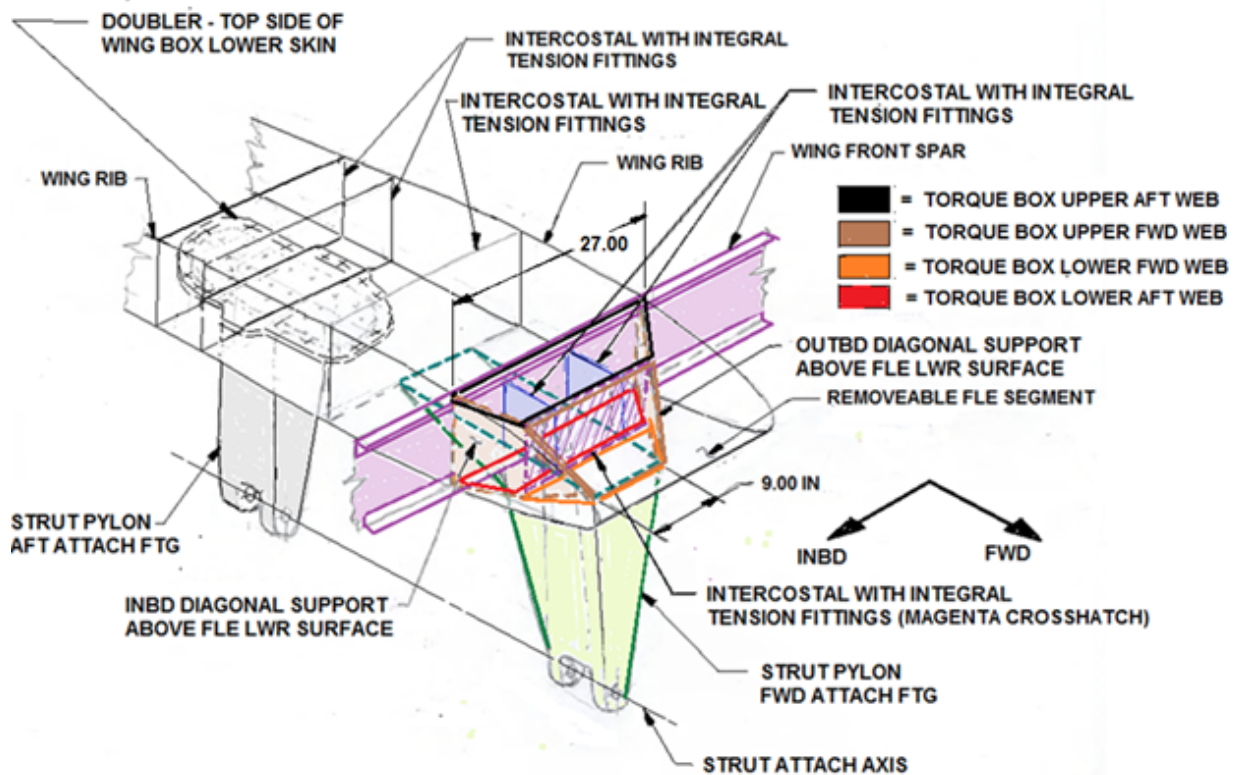 DOUBLER - TOP SIDE OF
WING BOX LOWER SKIN
INTERCOSTAL WITH INTEGRAL
TENSION FITTINGS
INTERCOSTAL WITH INTEGRAL
TENSION FITTINGS
INTERCOSTAL WITH INTEGRAL
TENSION FITTINGS
WING RIB
WING RIB
WING FRONT SPAR
= TORQUE BOX UPPER AFT WEB
= TORQUE BOX UPPER FWD WEB
= TORQUE BOX LOWER FWD WEB
= TORQUE BOX LOWER AFT WEB
27.00
OUTBD DIAGONAL SUPPORT
ABOVE FLE LWR SURFACE
REMOVEABLE FLE SEGMENT
9.00 IN
INBD
FWD
STRUT PYLON
AFT ATTACH FTG
INBD DIAGONAL SUPPORT
ABOVE FLE LWR SURFACE
INTERCOSTAL WITH INTEGRAL
TENSION FITTINGS (MAGENTA CROSSHATCH)
STRUT PYLON
FWD ATTACH FTG
STRUT ATTACH AXIS